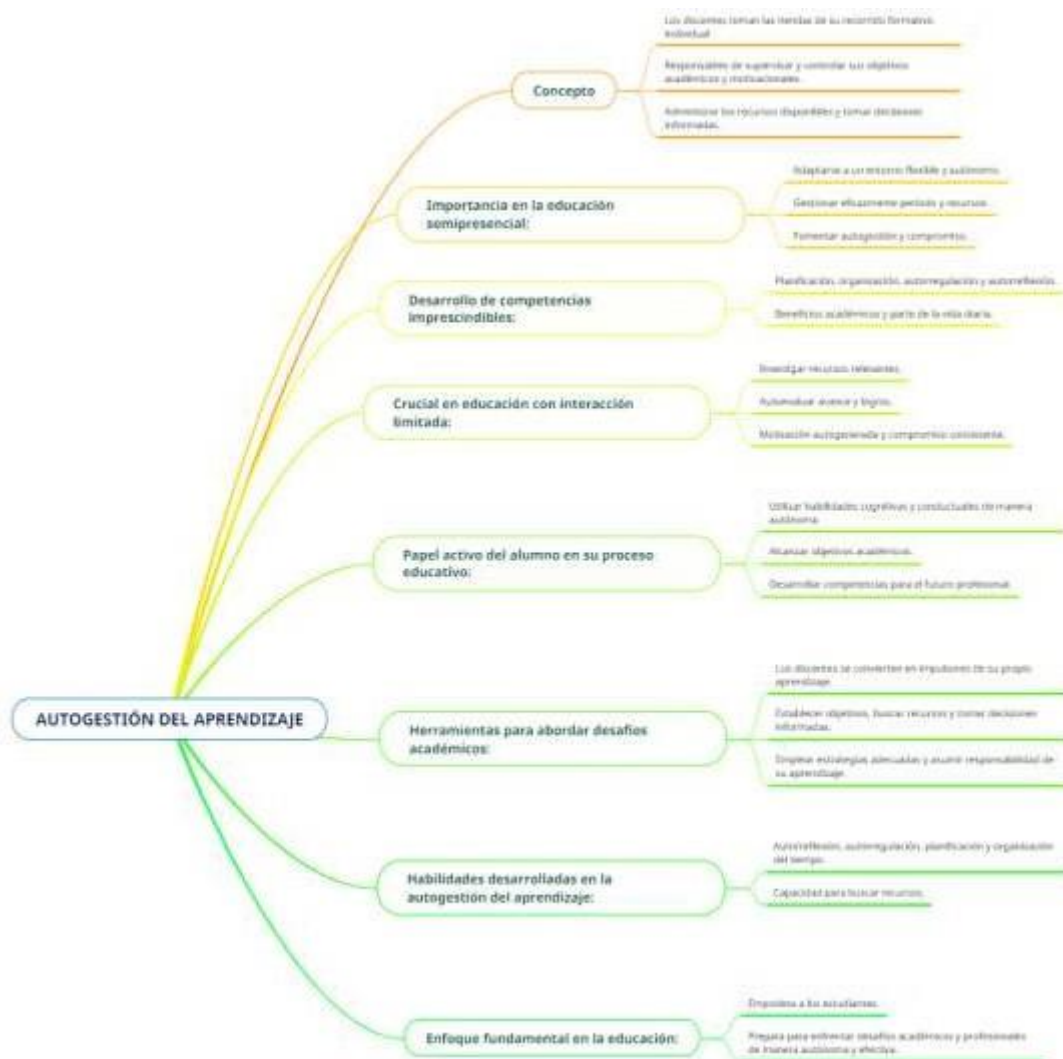 Los discentes toman las riendas de su recorrido formativo
individual
Responsables de supervisar y controlar sus objetivos
académicos y motivacionales.
Administrar los recursos disponibles y tomar decisiones
informadas.
Concepto
Adaptarse a un entorno flexible y autónomo.
Importancia en la educación
semipresencial:
Gestionar eficazmente periodo y recursos.
Fomentar autogestión y compromiso.
Desarrollo de competencias
imprescindibles:
Planificación, organización, autorregulación y autorreflexión.
Beneficios académicos y parte de la vida diaria.
Crucial en educación con interacción
limitada:
Investigar recursos relevantes.
Autoevaluar avance y logros.
Motivación autogenerada y compromiso consistente.
Papel activo del alumno en su proceso
educativo:
Utilizar habilidades cognitivas y conductuales de manera
autónoma
Alcanzar objetivos académicos.
Desarrollar competencias para el futuro profesional.
AUTOGESTIÓN DEL APRENDIZAJE
Herramientas para abordar desafíos
académicos:
Los discentes se convierten en impulsores de su propio
aprendizaje
Establecer objetivos, buscar recursos y tomar decisiones
informadas.
Emplear estrategias adecuadas y asumir responsabilidad de
su aprendizaje
Habilidades desarrolladas en la
autogestión del aprendizaje:
Autorreflexión, autorregulación, planificación y organización
del tiempo.
Capacidad para buscar recursos.
Enfoque fundamental en la educación:
Empodera a los estudiantes.
Prepara para enfrentar desafíos académicos y profesionales
de manera autónoma y efectiva.